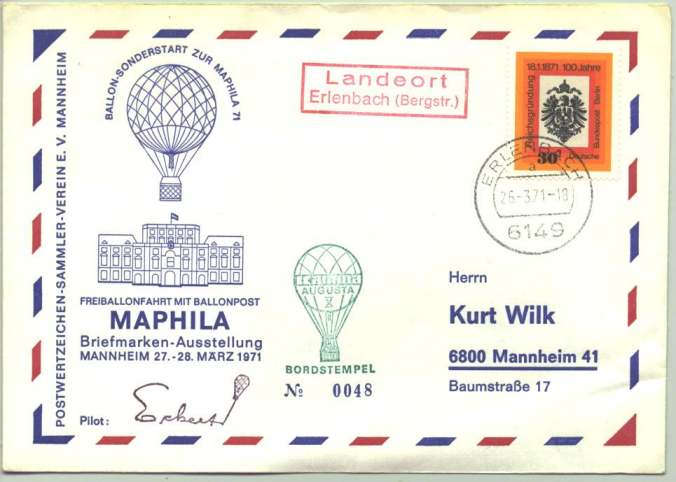 POSTWERTZEICHEN-SAMMLER-VEREIN E. V. MANNHEIM
BALLON-SONDERSTART ZUR MAPHILA 71
FREIBALLONFAHRT MIT BALLONPOST
MAPHILA
Briefmarken-Ausstellung
MANNHEIM 27.-28. MÄRZ 1971
Pilot:
Landeort
Erlenbach (Bergstr.)
18.1.1871 100 Jahre
Reichsgründung
Deutsche
Bundespost Berlin
30
ERLENBACH
a
26-3.71-18
6149
AUGUSTA
X
BORDSTEMPEL
№ 0048
Herrn
Kurt Wilk
6800 Mannheim 41
Baumstraße 17